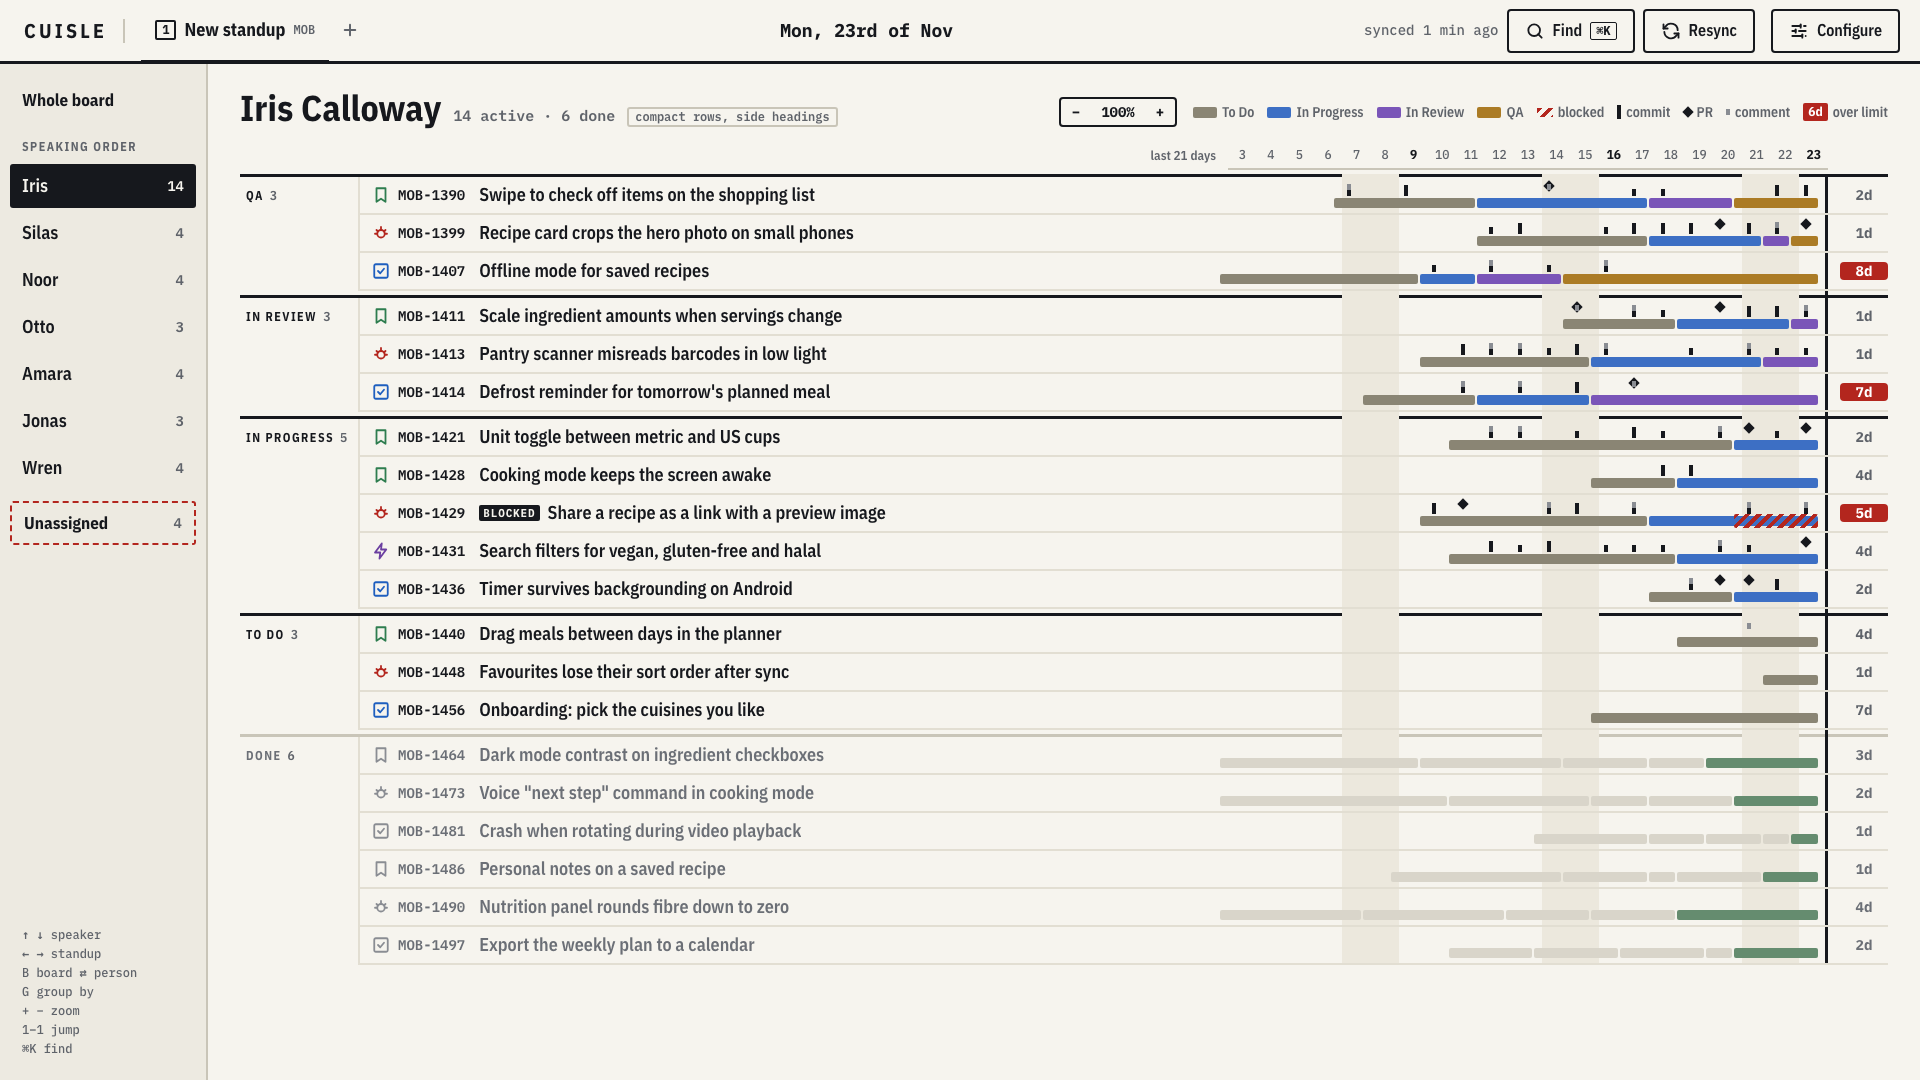 CUISLE
1 New standup MOB +
Mon, 23rd of Nov
synced 1 min ago
Find ⌘K
Resync
Configure
Whole board
SPEAKING ORDER
Iris 14
Silas 4
Noor 4
Otto 3
Amara 4
Jonas 3
Wren 4
Unassigned 4
↑ ↓ speaker
← → standup
B board ⇄ person
G group by
+ − zoom
1–1 jump
⌘K find
Iris Calloway 14 active · 6 done compact rows, side headings
− 100% +
To Do In Progress In Review QA blocked commit PR comment 6d over limit
last 21 days 3 4 5 6 7 8 9 10 11 12 13 14 15 16 17 18 19 20 21 22 23
QA 3
MOB-1390 Swipe to check off items on the shopping list 2d
MOB-1399 Recipe card crops the hero photo on small phones 1d
MOB-1407 Offline mode for saved recipes 8d
IN REVIEW 3
MOB-1411 Scale ingredient amounts when servings change 1d
MOB-1413 Pantry scanner misreads barcodes in low light 1d
MOB-1414 Defrost reminder for tomorrow's planned meal 7d
IN PROGRESS 5
MOB-1421 Unit toggle between metric and US cups 2d
MOB-1428 Cooking mode keeps the screen awake 4d
MOB-1429 BLOCKED Share a recipe as a link with a preview image 5d
MOB-1431 Search filters for vegan, gluten-free and halal 4d
MOB-1436 Timer survives backgrounding on Android 2d
TO DO 3
MOB-1440 Drag meals between days in the planner 4d
MOB-1448 Favourites lose their sort order after sync 1d
MOB-1456 Onboarding: pick the cuisines you like 7d
DONE 6
MOB-1464 Dark mode contrast on ingredient checkboxes 3d
MOB-1473 Voice "next step" command in cooking mode 2d
MOB-1481 Crash when rotating during video playback 1d
MOB-1486 Personal notes on a saved recipe 1d
MOB-1490 Nutrition panel rounds fibre down to zero 4d
MOB-1497 Export the weekly plan to a calendar 2d